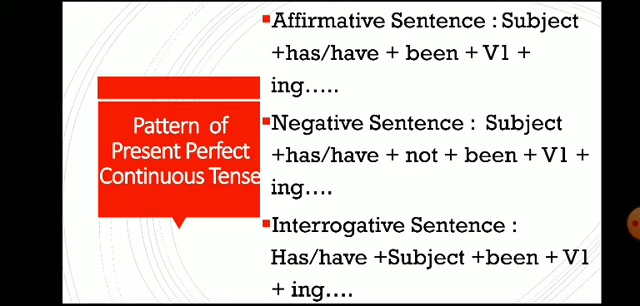 Pattern of
Present Perfect
Continuous Tense
▪Affirmative Sentence : Subject
+has/have + been + V1 +
ing…..
▪Negative Sentence : Subject
+has/have + not + been + V1 +
ing….
▪Interrogative Sentence :
Has/have +Subject +been + V1
+ ing….